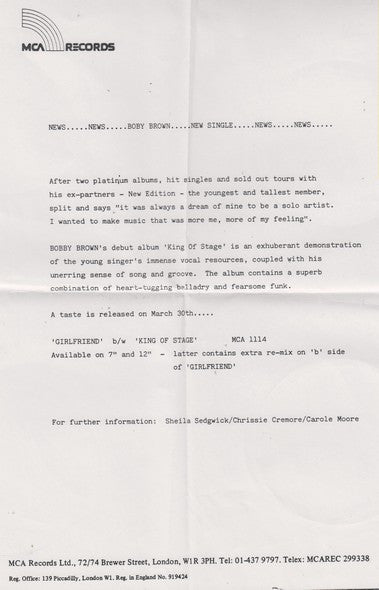 MCA RECORDS
NEWS.....NEWS.....BOBY BROWN.....NEW SINGLE.....NEWS.....NEWS.....
After two platinum albums, hit singles and sold out tours with
his ex-partners - New Edition - the youngest and tallest member,
split and says "it was always a dream of mine to be a solo artist.
I wanted to make music that was more me, more of my feeling".
BOBBY BROWN's debut album 'King Of Stage' is an exhuberant demonstration
of the young singer's immense vocal resources, coupled with his
unerring sense of song and groove. The album contains a superb
combination of heart-tugging belladry and fearsome funk.
A taste is released on March 30th.....
'GIRLFRIEND' b/w 'KING OF STAGE' MCA 1114
Available on 7" and 12" - latter contains extra re-mix on 'b' side
of 'GIRLFRIEND'
For further information: Sheila Sedgwick/Chrissie Cremore/Carole Moore
MCA Records Ltd., 72/74 Brewer Street, London, W1R 3PH. Tel: 01-437 9797. Telex: MCAREC 299338
Reg. Office: 139 Piccadilly, London W1. Reg. in England No. 919424